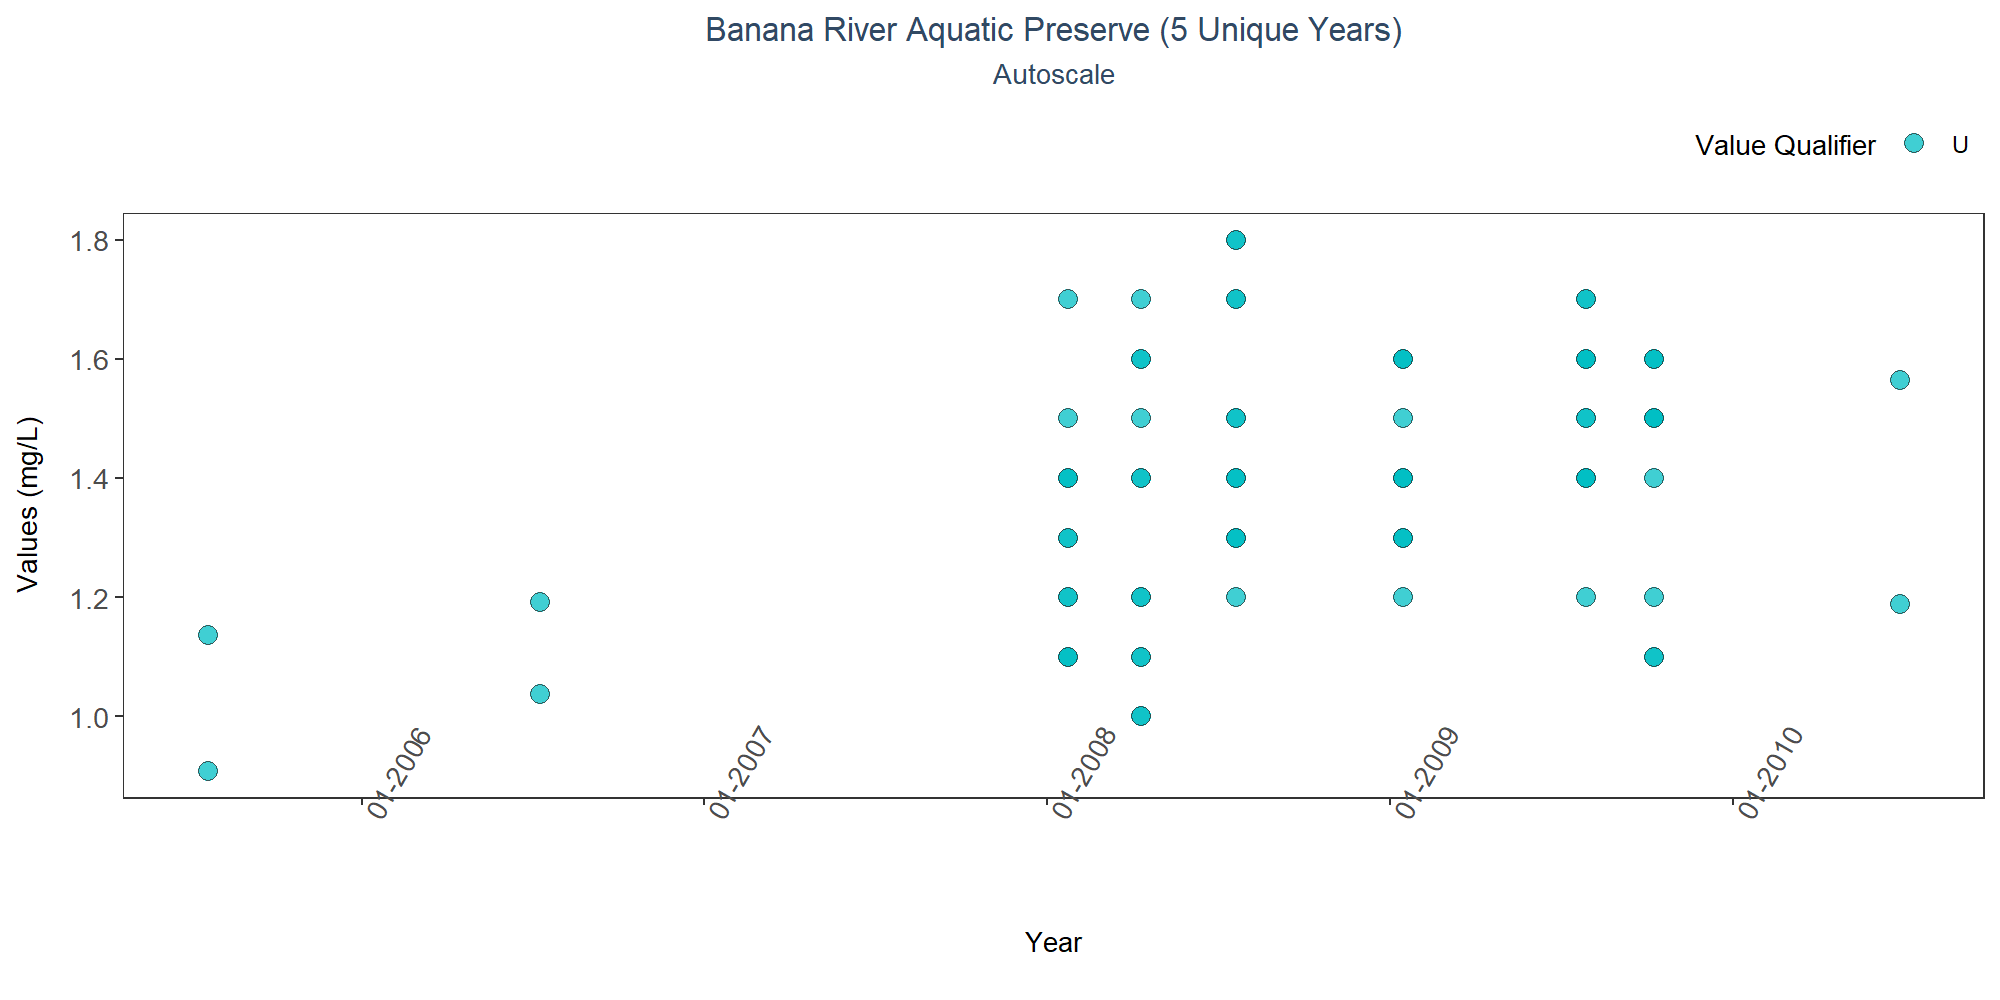 Banana River Aquatic Preserve (5 Unique Years)
Autoscale
Value Qualifier U
Values (mg/L)
1.8
1.6
1.4
1.2
1.0
01-2006
01-2007
01-2008
01-2009
01-2010
Year